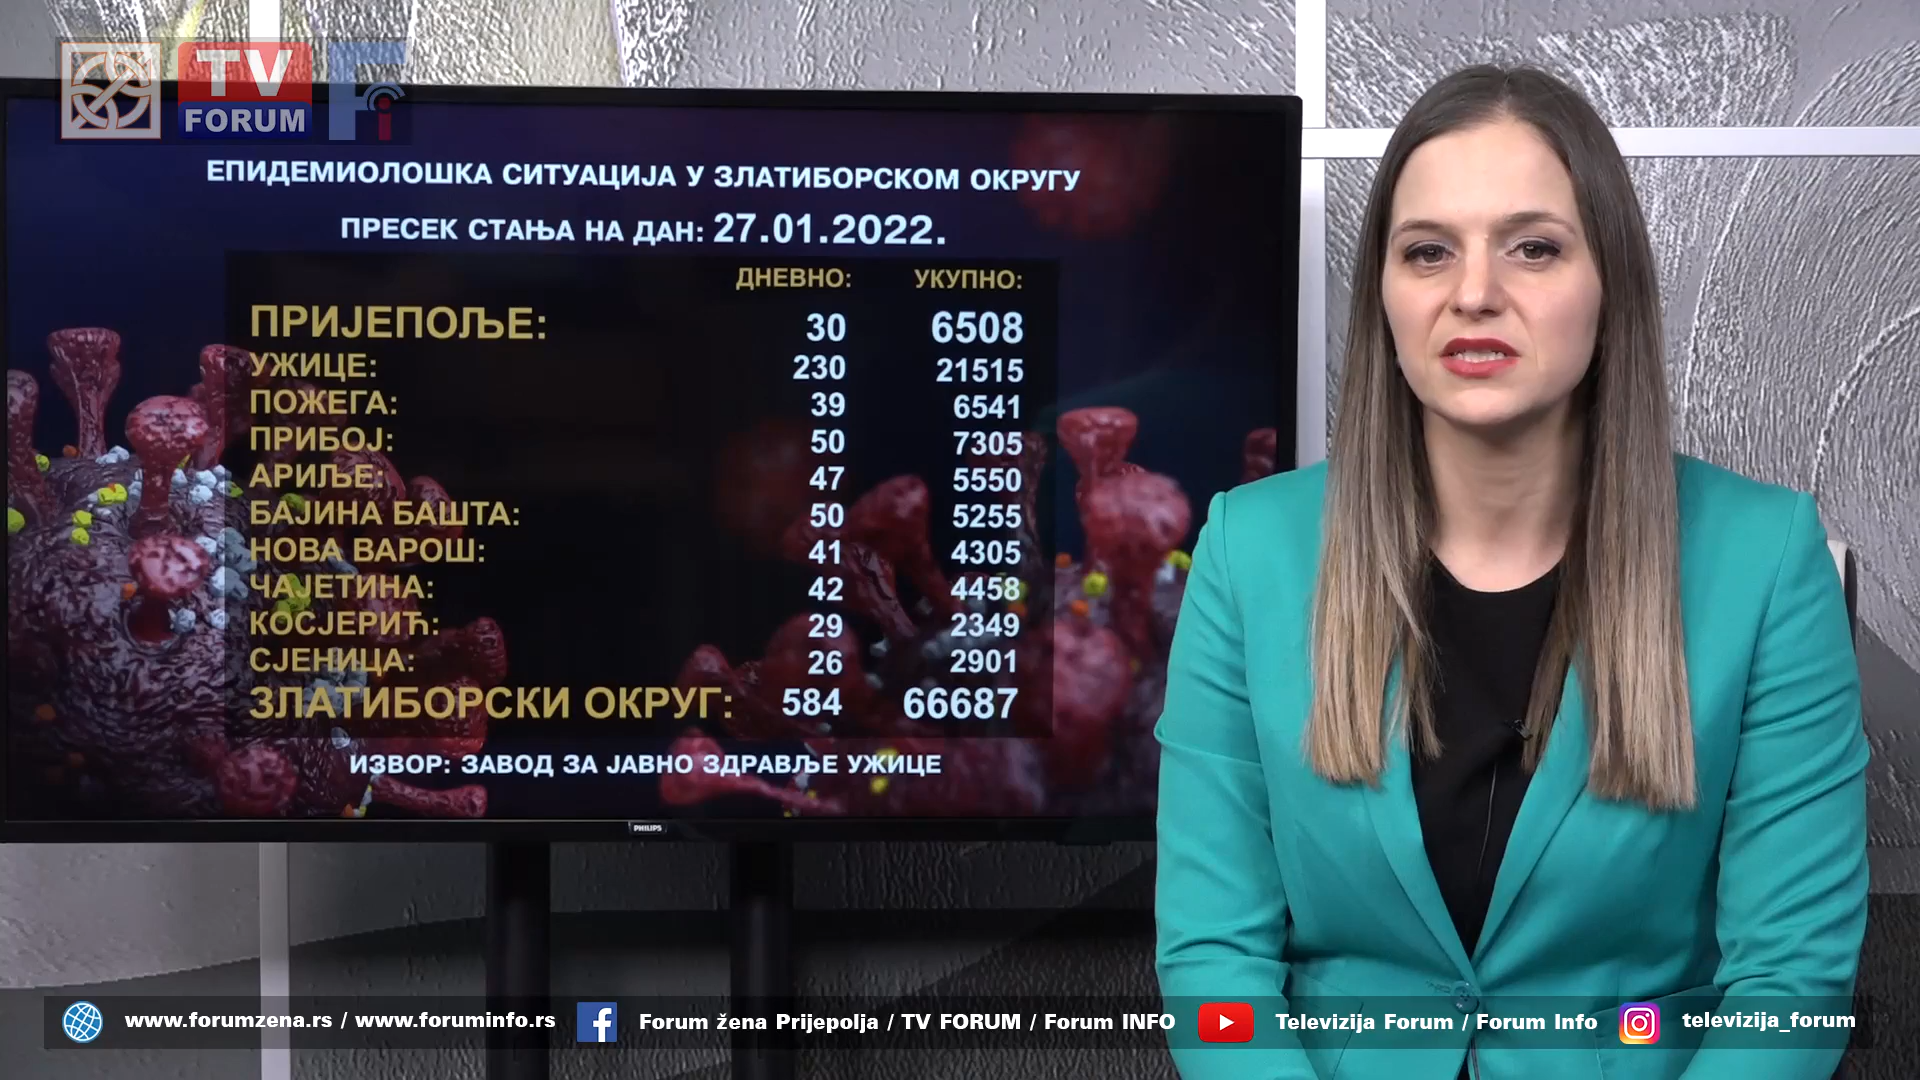 TV
FORUM
Fi
ЕПИДЕМИОЛОШКА СИТУАЦИЈА У ЗЛАТИБОРСКОМ ОКРУГУ
ПРЕСЕК СТАЊА НА ДАН: 27.01.2022.
ДНЕВНО: УКУПНО:
ПРИЈЕПОЉЕ: 30 6508
УЖИЦЕ: 230 21515
ПОЖЕГА: 39 6541
ПРИБОЈ: 50 7305
АРИЉЕ: 47 5550
БАЈИНА БАШТА: 50 5255
НОВА ВАРОШ: 41 4305
ЧАЈЕТИНА: 42 4458
КОСЈЕРИЋ: 29 2349
СЈЕНИЦА: 26 2901
ЗЛАТИБОРСКИ ОКРУГ: 584 66687
ИЗВОР: ЗАВОД ЗА ЈАВНО ЗДРАВЉЕ УЖИЦЕ
PHILIPS
www.forumzena.rs / www.foruminfo.rs Forum žena Prijepolja / TV FORUM / Forum INFO Televizija Forum / Forum Info televizija_forum